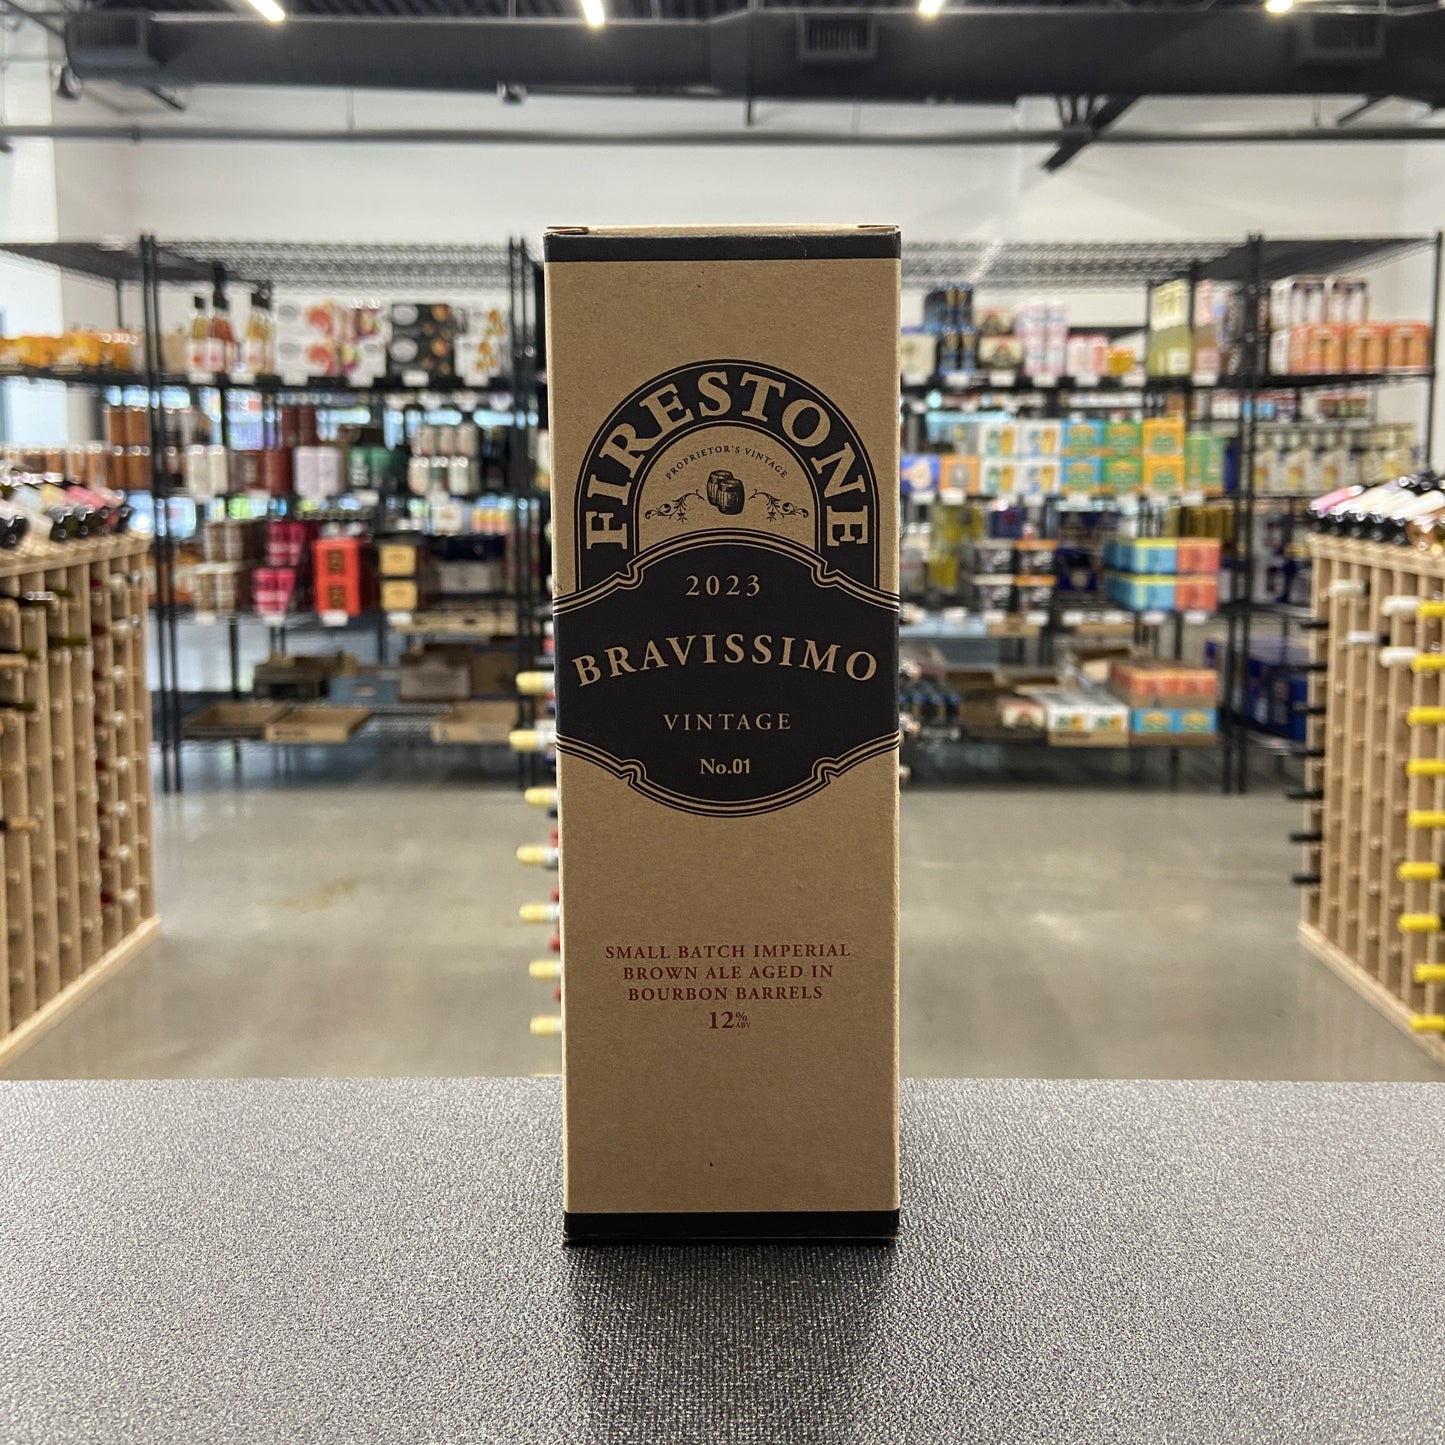 FIRESTONE
PROPRIETOR'S VINTAGE
2023
BRAVISSIMO
VINTAGE
No.01
SMALL BATCH IMPERIAL
BROWN ALE AGED IN
BOURBON BARRELS
12% ABV